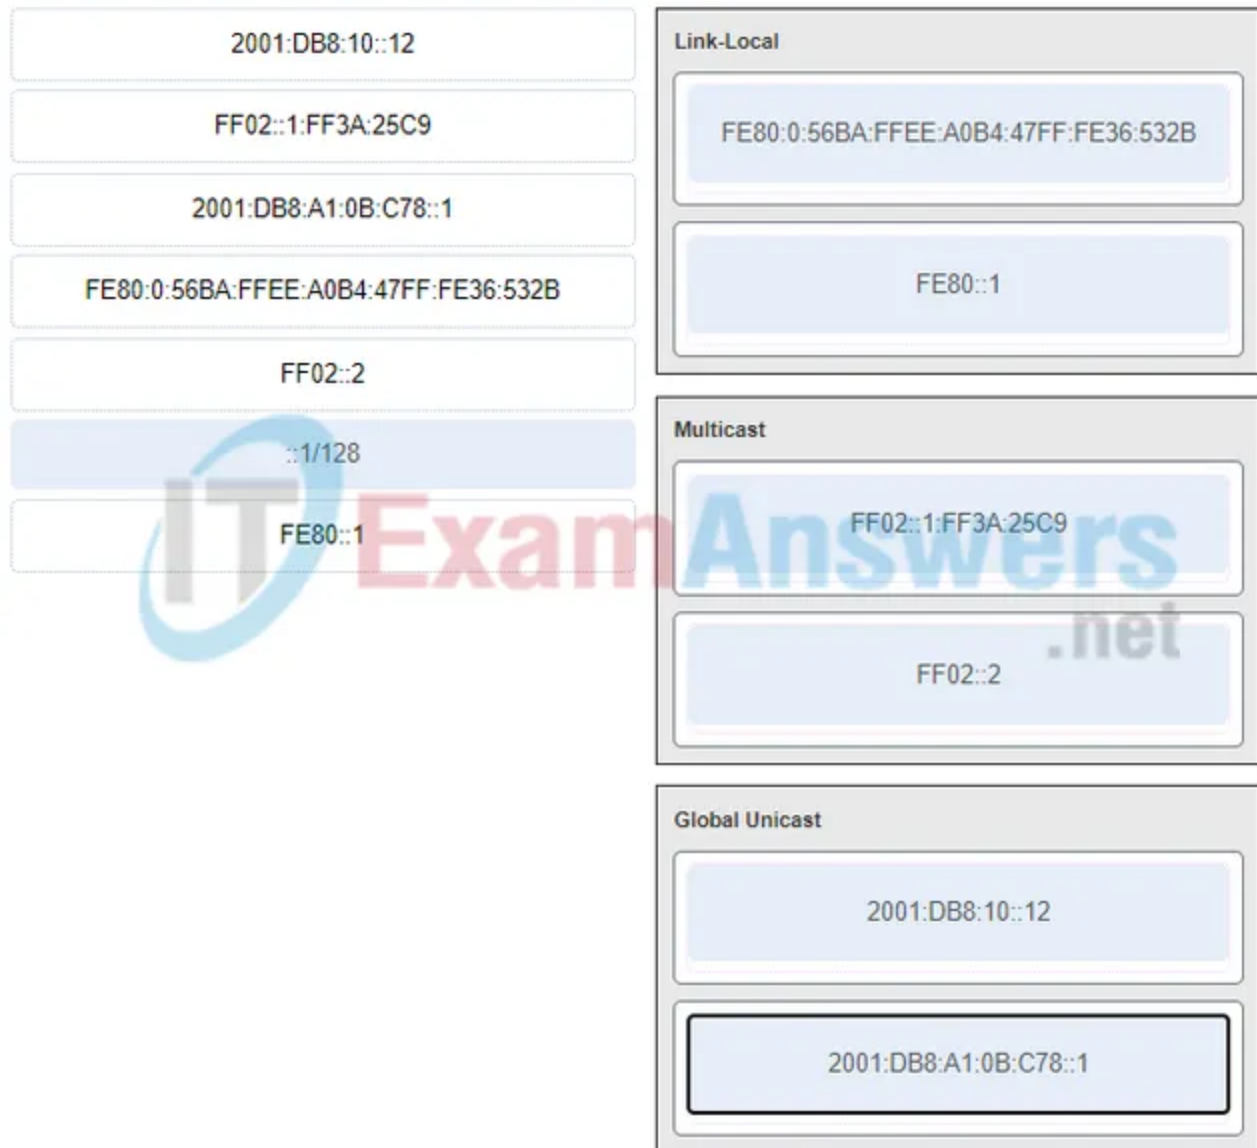 2001:DB8:10::12
FF02::1:FF3A:25C9
2001:DB8:A1:0B:C78::1
FE80:0:56BA:FFEE:A0B4:47FF:FE36:532B
FF02::2
::1/128
FE80::1
Link-Local
FE80:0:56BA:FFEE:A0B4:47FF:FE36:532B
FE80::1
Multicast
FF02::1:FF3A:25C9
FF02::2
Global Unicast
2001:DB8:10::12
2001:DB8:A1:0B:C78::1
IT ExamAnswers
.net